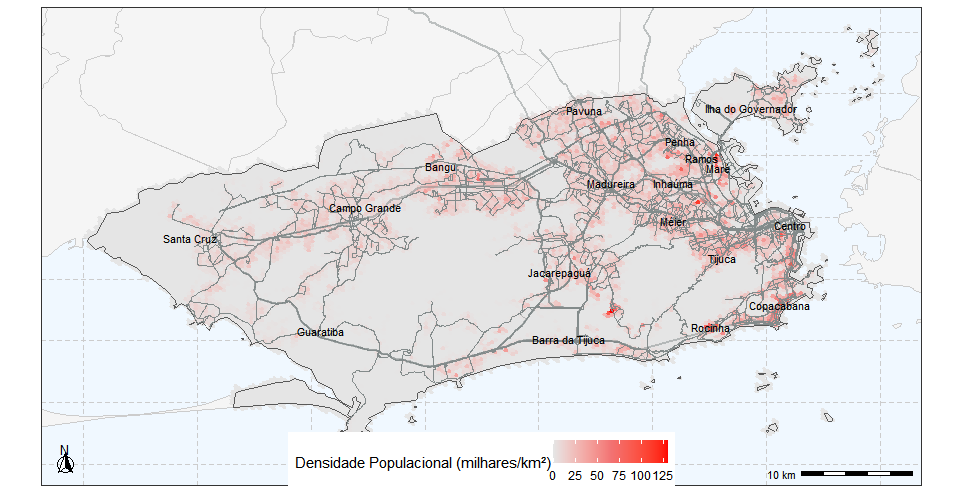 Ilha do Governador
Pavuna
Penha
Ramos
Maré
Bangu
Madureira
Inhaúma
Campo Grande
Méier
Centro
Santa Cruz
Tijuca
Jacarepaguá
Copacabana
Rocinha
Guaratiba
Barra da Tijuca
N
Densidade Populacional (milhares/km²)
0 25 50 75 100 125
10 km